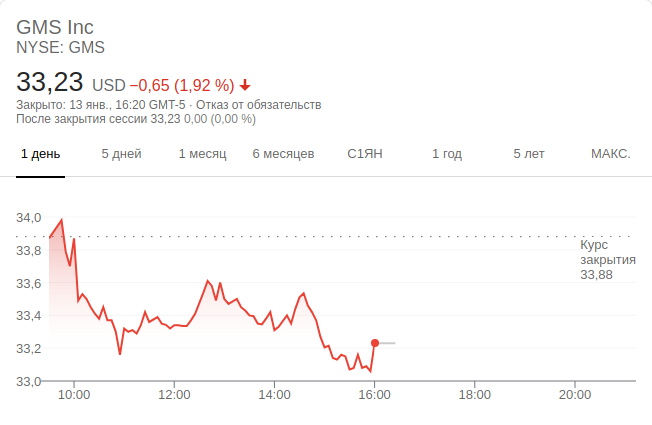 GMS Inc
NYSE: GMS
33,23 USD −0,65 (1,92 %)
Закрыто: 13 янв., 16:20 GMT-5 · Отказ от обязательств
После закрытия сессии 33,23 0,00 (0,00 %)
1 день 5 дней 1 месяц 6 месяцев С1ЯН 1 год 5 лет МАКС.
34,0
Курс
33,8
закрытия
33,88
33,6
33,4
33,2
33,0
10:00 12:00 14:00 16:00 18:00 20:00